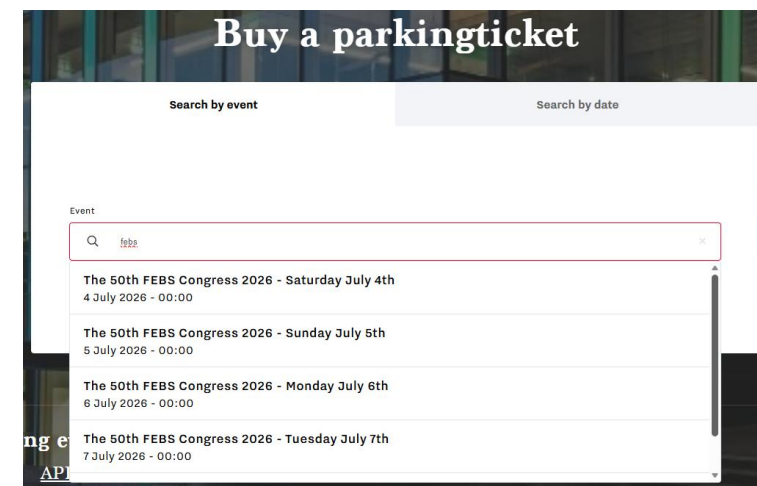 Buy a parkingticket
Search by event
Search by date
Event
febs
The 50th FEBS Congress 2026 - Saturday July 4th
4 July 2026 - 00:00
The 50th FEBS Congress 2026 - Sunday July 5th
5 July 2026 - 00:00
The 50th FEBS Congress 2026 - Monday July 6th
6 July 2026 - 00:00
ng e
The 50th FEBS Congress 2026 - Tuesday July 7th
7 July 2026 - 00:00